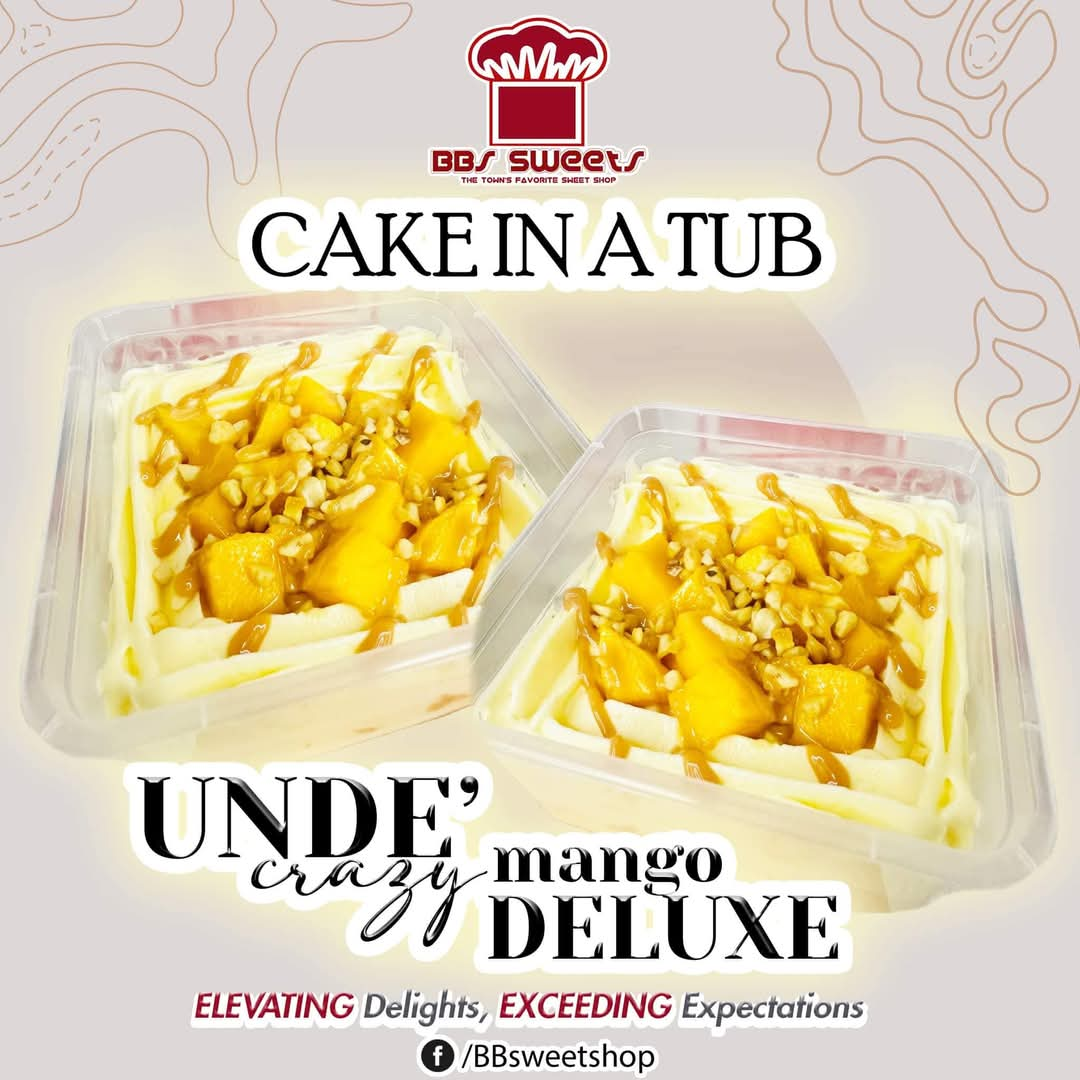 BBS SWEETS
THE TOWN'S FAVORITE SWEET SHOP
CAKE IN A TUB
UNDE'
crazy mango
DELUXE
ELEVATING Delights, EXCEEDING Expectations
/BBsweetshop